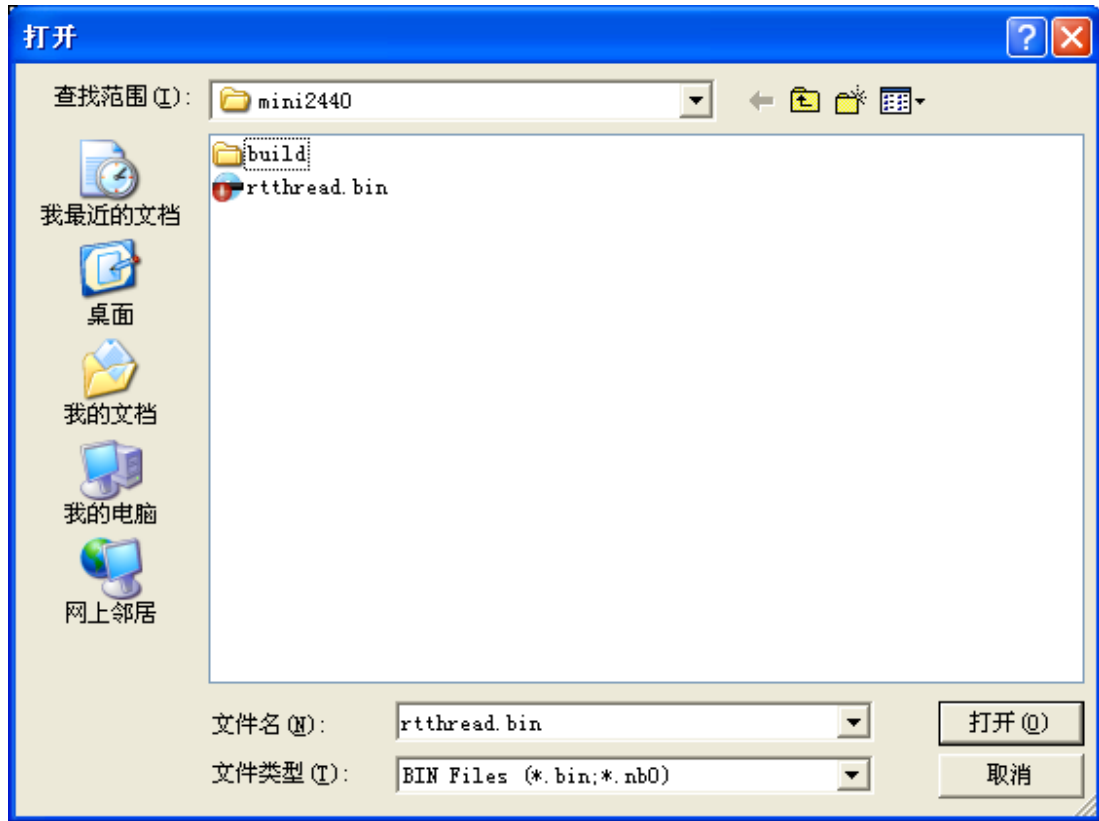 打开
查找范围(I):
mini2440
build
rtthread.bin
我最近的文档
桌面
我的文档
我的电脑
网上邻居
文件名(N):
rtthread.bin
打开(O)
文件类型(T):
BIN Files (*.bin;*.nb0)
取消